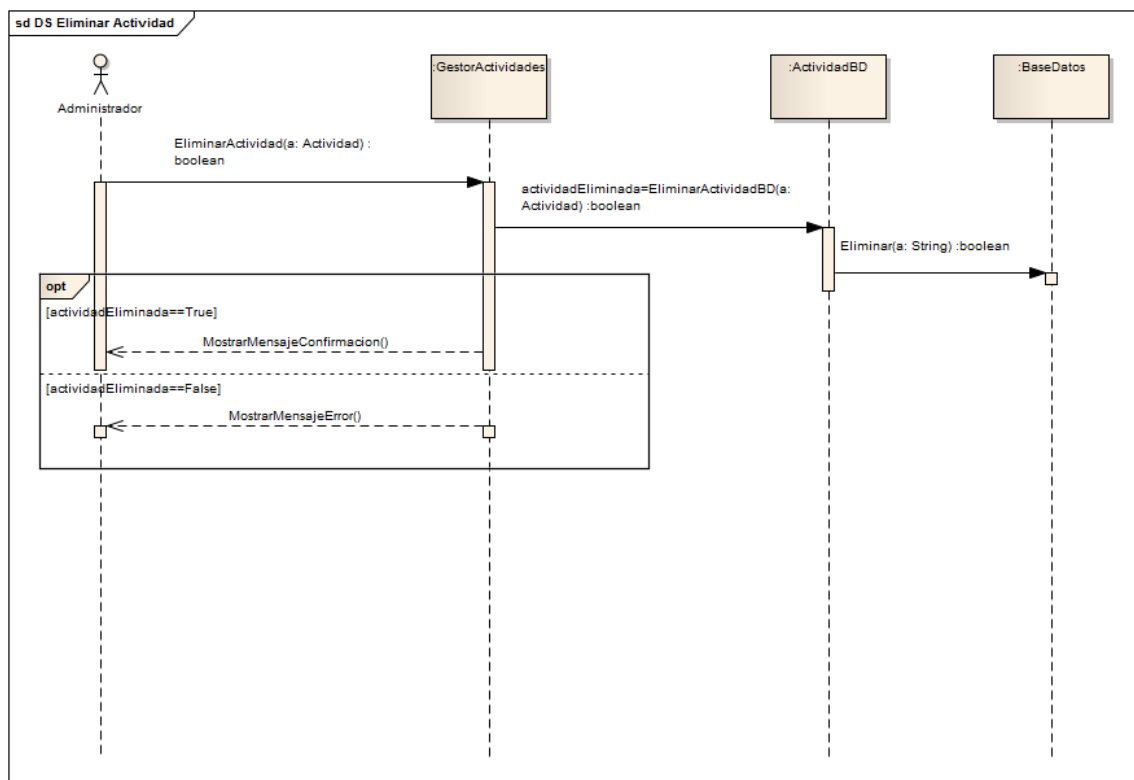 sd DS Eliminar Actividad
Administrador
:GestorActividades
:ActividadBD
:BaseDatos
EliminarActividad(a: Actividad) :
boolean
actividadEliminada=EliminarActividadBD(a:
Actividad) :boolean
Eliminar(a: String) :boolean
opt
[actividadEliminada==True]
MostrarMensajeConfirmacion()
[actividadEliminada==False]
MostrarMensajeError()